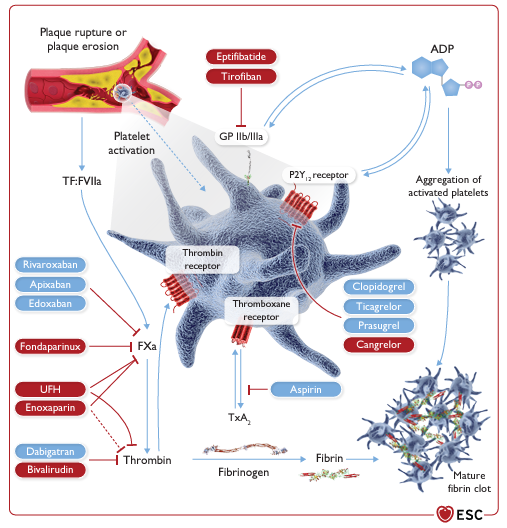 Plaque rupture or
plaque erosion
Eptifibatide
Tirofiban
ADP
P
P
GP IIb/IIIa
Platelet
activation
P2Y₁₂ receptor
TF:FVIIa
Aggregation of
activated platelets
Thrombin
receptor
Rivaroxaban
Apixaban
Edoxaban
Clopidogrel
Ticagrelor
Prasugrel
Cangrelor
Thromboxane
receptor
Fondaparinux
FXa
UFH
Enoxaparin
Aspirin
TxA₂
Dabigatran
Bivalirudin
Thrombin
Fibrinogen
Fibrin
Mature
fibrin clot
ESC